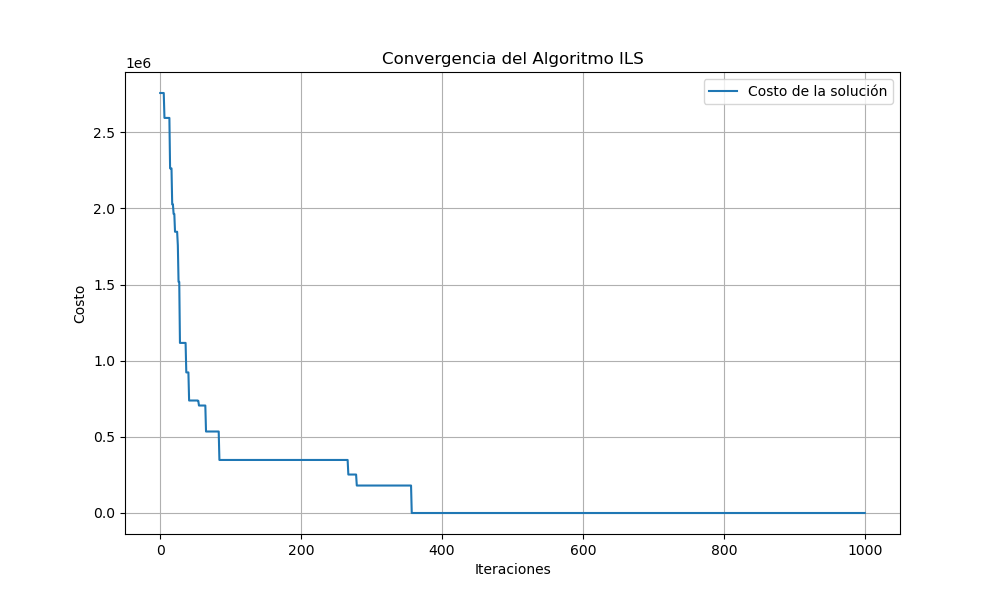 Convergencia del Algoritmo ILS
1e6
Costo de la solución
2.5
2.0
1.5
1.0
0.5
0.0
Costo
0 200 400 600 800 1000
Iteraciones